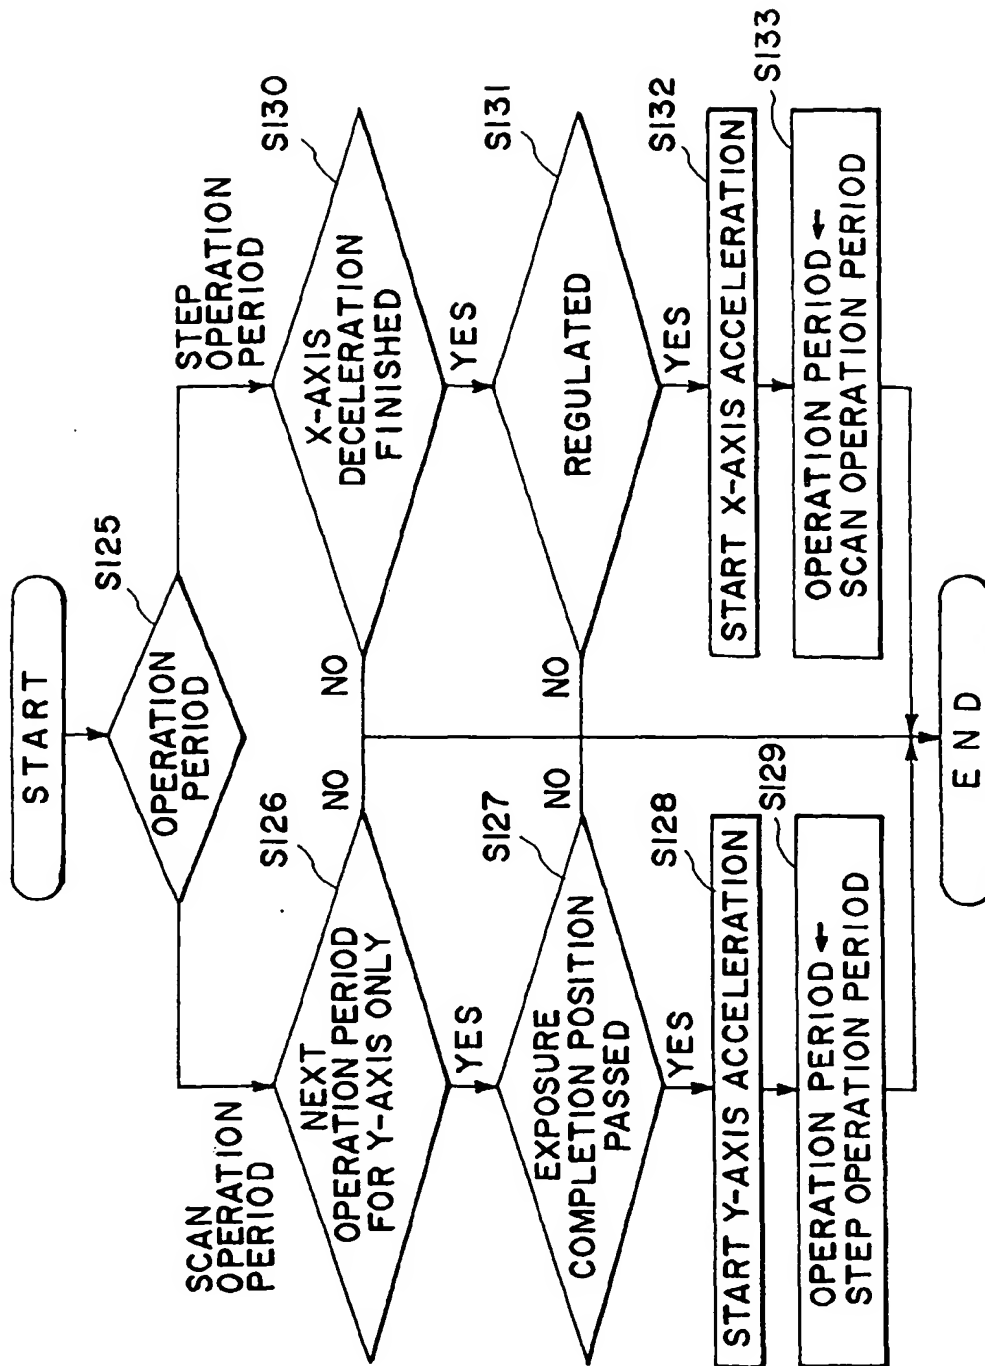 START
S125
OPERATION
PERIOD
SCAN
OPERATION
PERIOD
STEP
OPERATION
PERIOD
S126
NEXT
OPERATION PERIOD
FOR Y-AXIS ONLY
NO
YES
S130
X-AXIS
DECELERATION
FINISHED
NO
YES
S127
EXPOSURE
COMPLETION POSITION
PASSED
NO
YES
S131
REGULATED
NO
YES
S128
START Y-AXIS ACCELERATION
S132
START X-AXIS ACCELERATION
S129
OPERATION PERIOD ←
STEP OPERATION PERIOD
S133
OPERATION PERIOD ←
SCAN OPERATION PERIOD
END